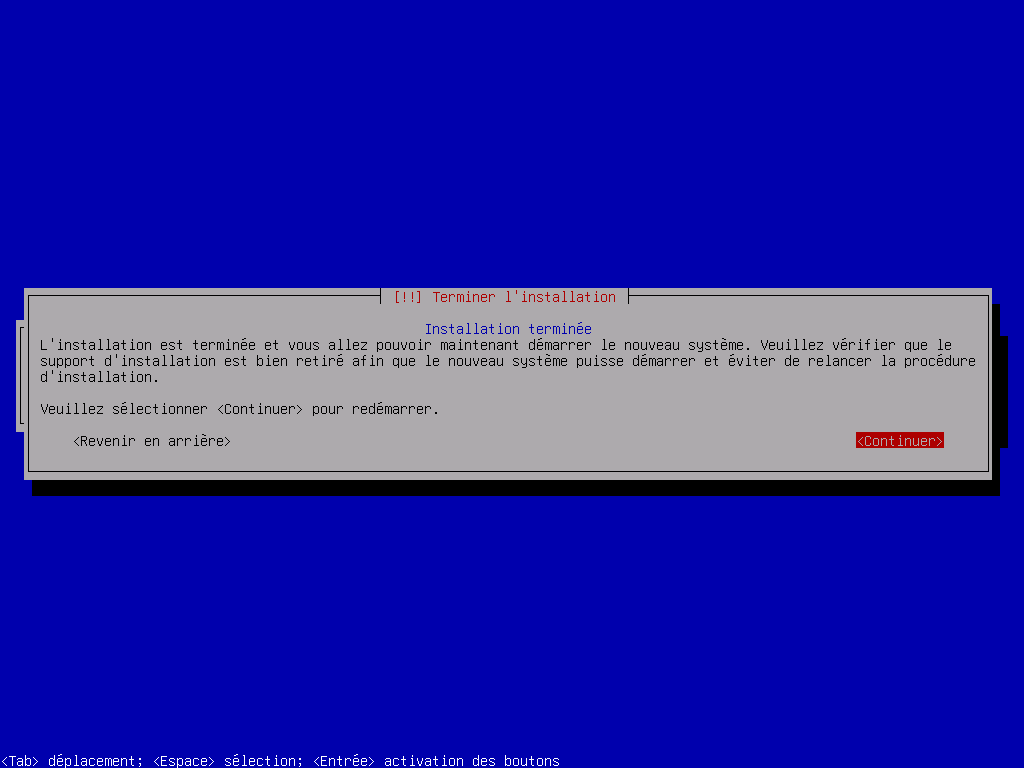 [!!] Terminer l'installation
Installation terminée
L'installation est terminée et vous allez pouvoir maintenant démarrer le nouveau système. Veuillez vérifier que le
support d'installation est bien retiré afin que le nouveau système puisse démarrer et éviter de relancer la procédure
d'installation.
Veuillez sélectionner <Continuer> pour redémarrer.
<Revenir en arrière> <Continuer>
<Tab> déplacement; <Espace> sélection; <Entrée> activation des boutons